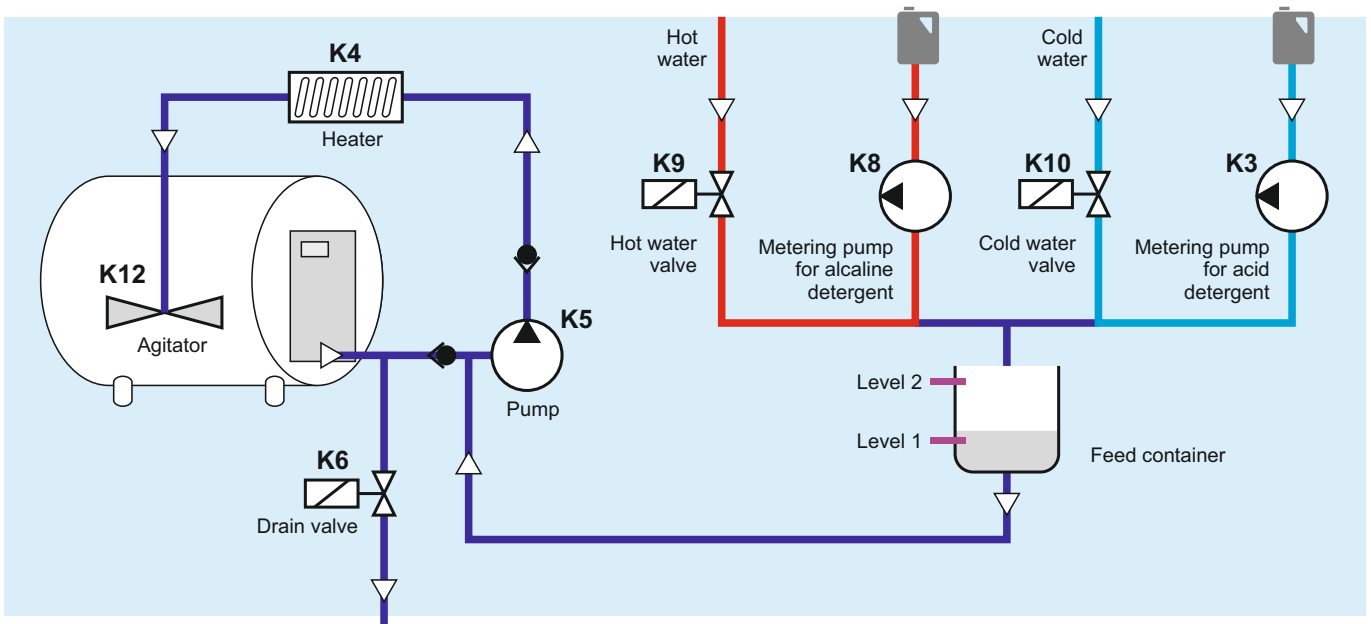 K4
Heater
Hot
water
Cold
water
K9
K8
K10
K3
Hot water
valve
Metering pump
for alcaline
detergent
Cold water
valve
Metering pump
for acid
detergent
K12
Agitator
K5
Pump
Level 2
Level 1
Feed container
K6
Drain valve